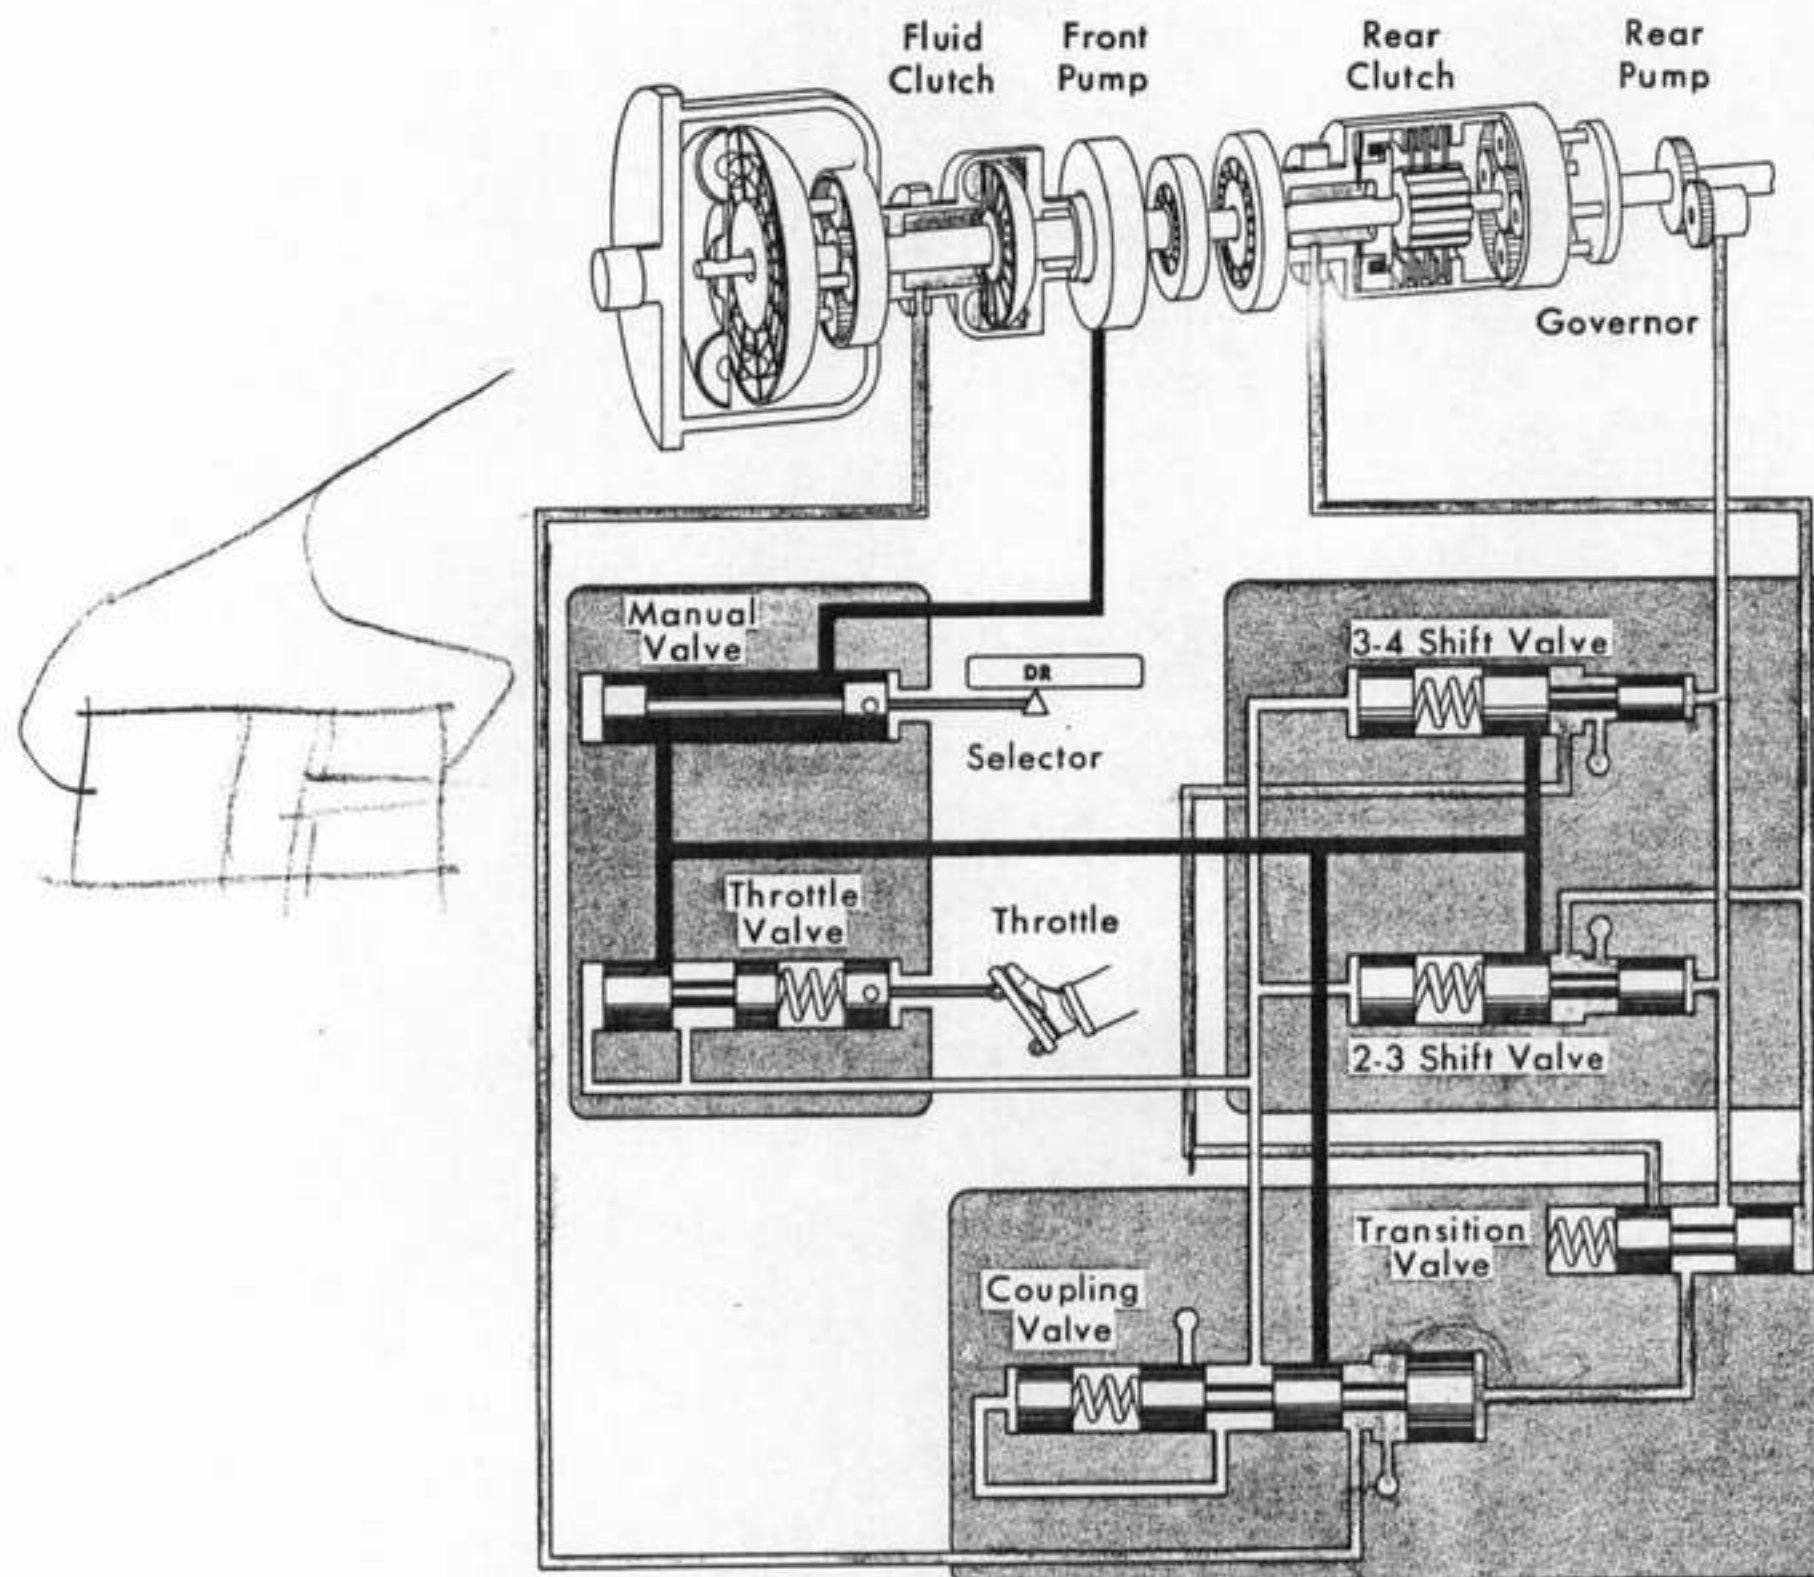 Fluid
Clutch
Front
Pump
Rear
Clutch
Rear
Pump
Governor
Manual
Valve
DR
Selector
3-4 Shift Valve
Throttle
Valve
Throttle
2-3 Shift Valve
Transition
Valve
Coupling
Valve